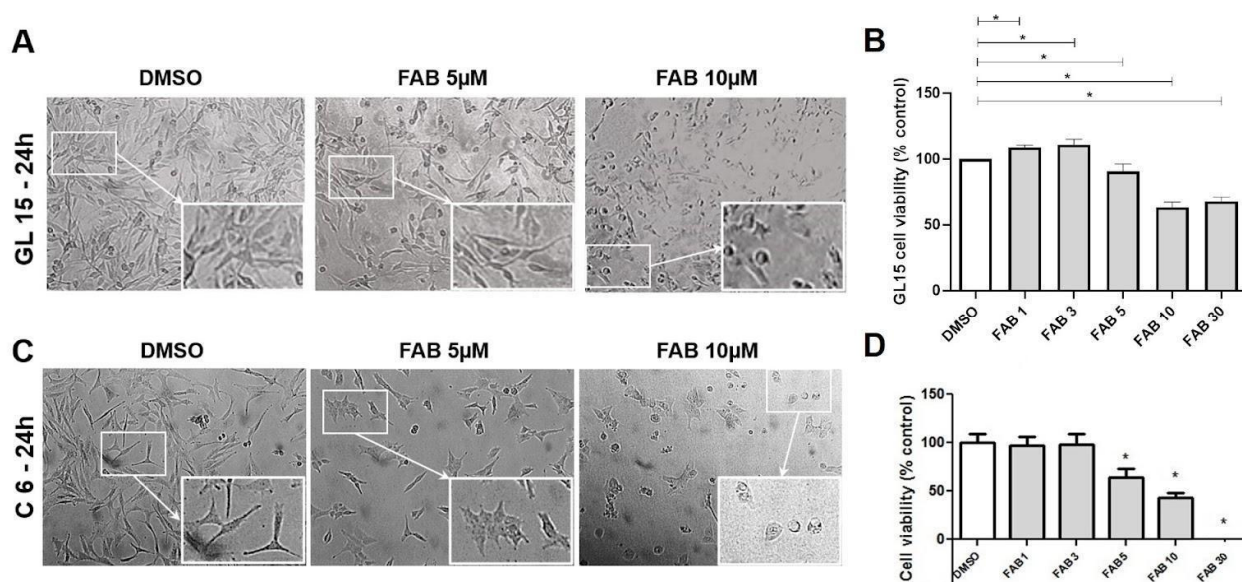 A
DMSO
FAB 5µM
FAB 10µM
GL 15 - 24h
B
*
*
*
*
*
GL15 cell viability (% control)
150
100
50
0
DMSO
FAB 1
FAB 3
FAB 5
FAB 10
FAB 30
C
DMSO
FAB 5µM
FAB 10µM
C 6 - 24h
D
Cell viability (% control)
150
100
50
0
*
*
*
DMSO
FAB1
FAB 3
FAB5
FAB 10
FAB 30